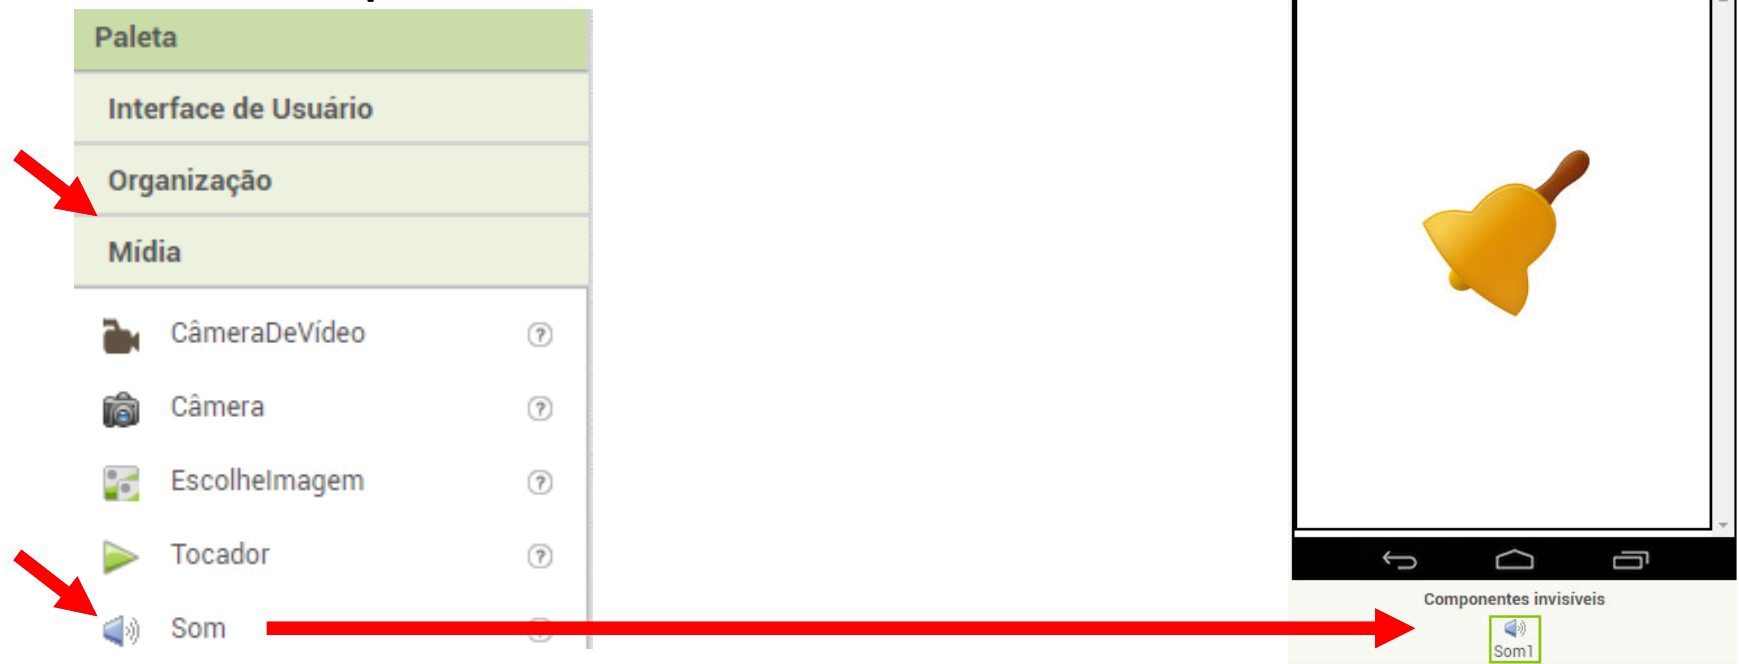 Paleta
Interface de Usuário
Organização
Mídia
CâmeraDeVídeo
Câmera
EscolheImagem
Tocador
Som
Componentes invisíveis
Som1